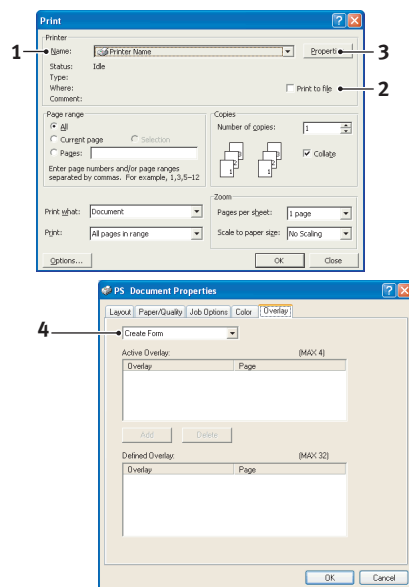 Print
Printer
1
Name:
Printer Name
Properti
3
Status:
Idle
Type:
Where:
Print to file
2
Comment:
Page range
All
Current page
Selection
Pages:
Enter page numbers and/or page ranges
separated by commas. For example, 1,3,5–12
Copies
Number of copies:
1
Collate
Print what:
Document
Print:
All pages in range
Zoom
Pages per sheet:
1 page
Scale to paper size:
No Scaling
Options...
OK
Close
PS Document Properties
Layout
Paper/Quality
Job Options
Color
Overlay
4
Create Form
Active Overlay:
(MAX 4)
Overlay
Page
Add
Delete
Defined Overlay:
(MAX 32)
Overlay
Page
OK
Cancel